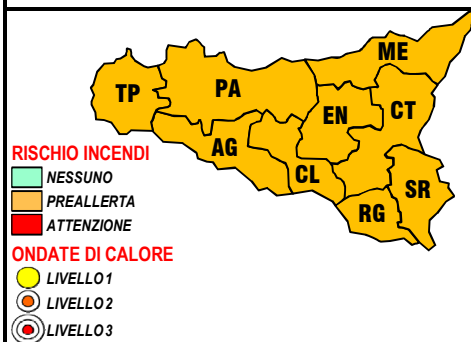 ME
TP
PA
EN
CT
AG
CL
SR
RG
RISCHIO INCENDI
NESSUNO
PREALLERTA
ATTENZIONE
ONDATE DI CALORE
LIVELLO 1
LIVELLO 2
LIVELLO 3